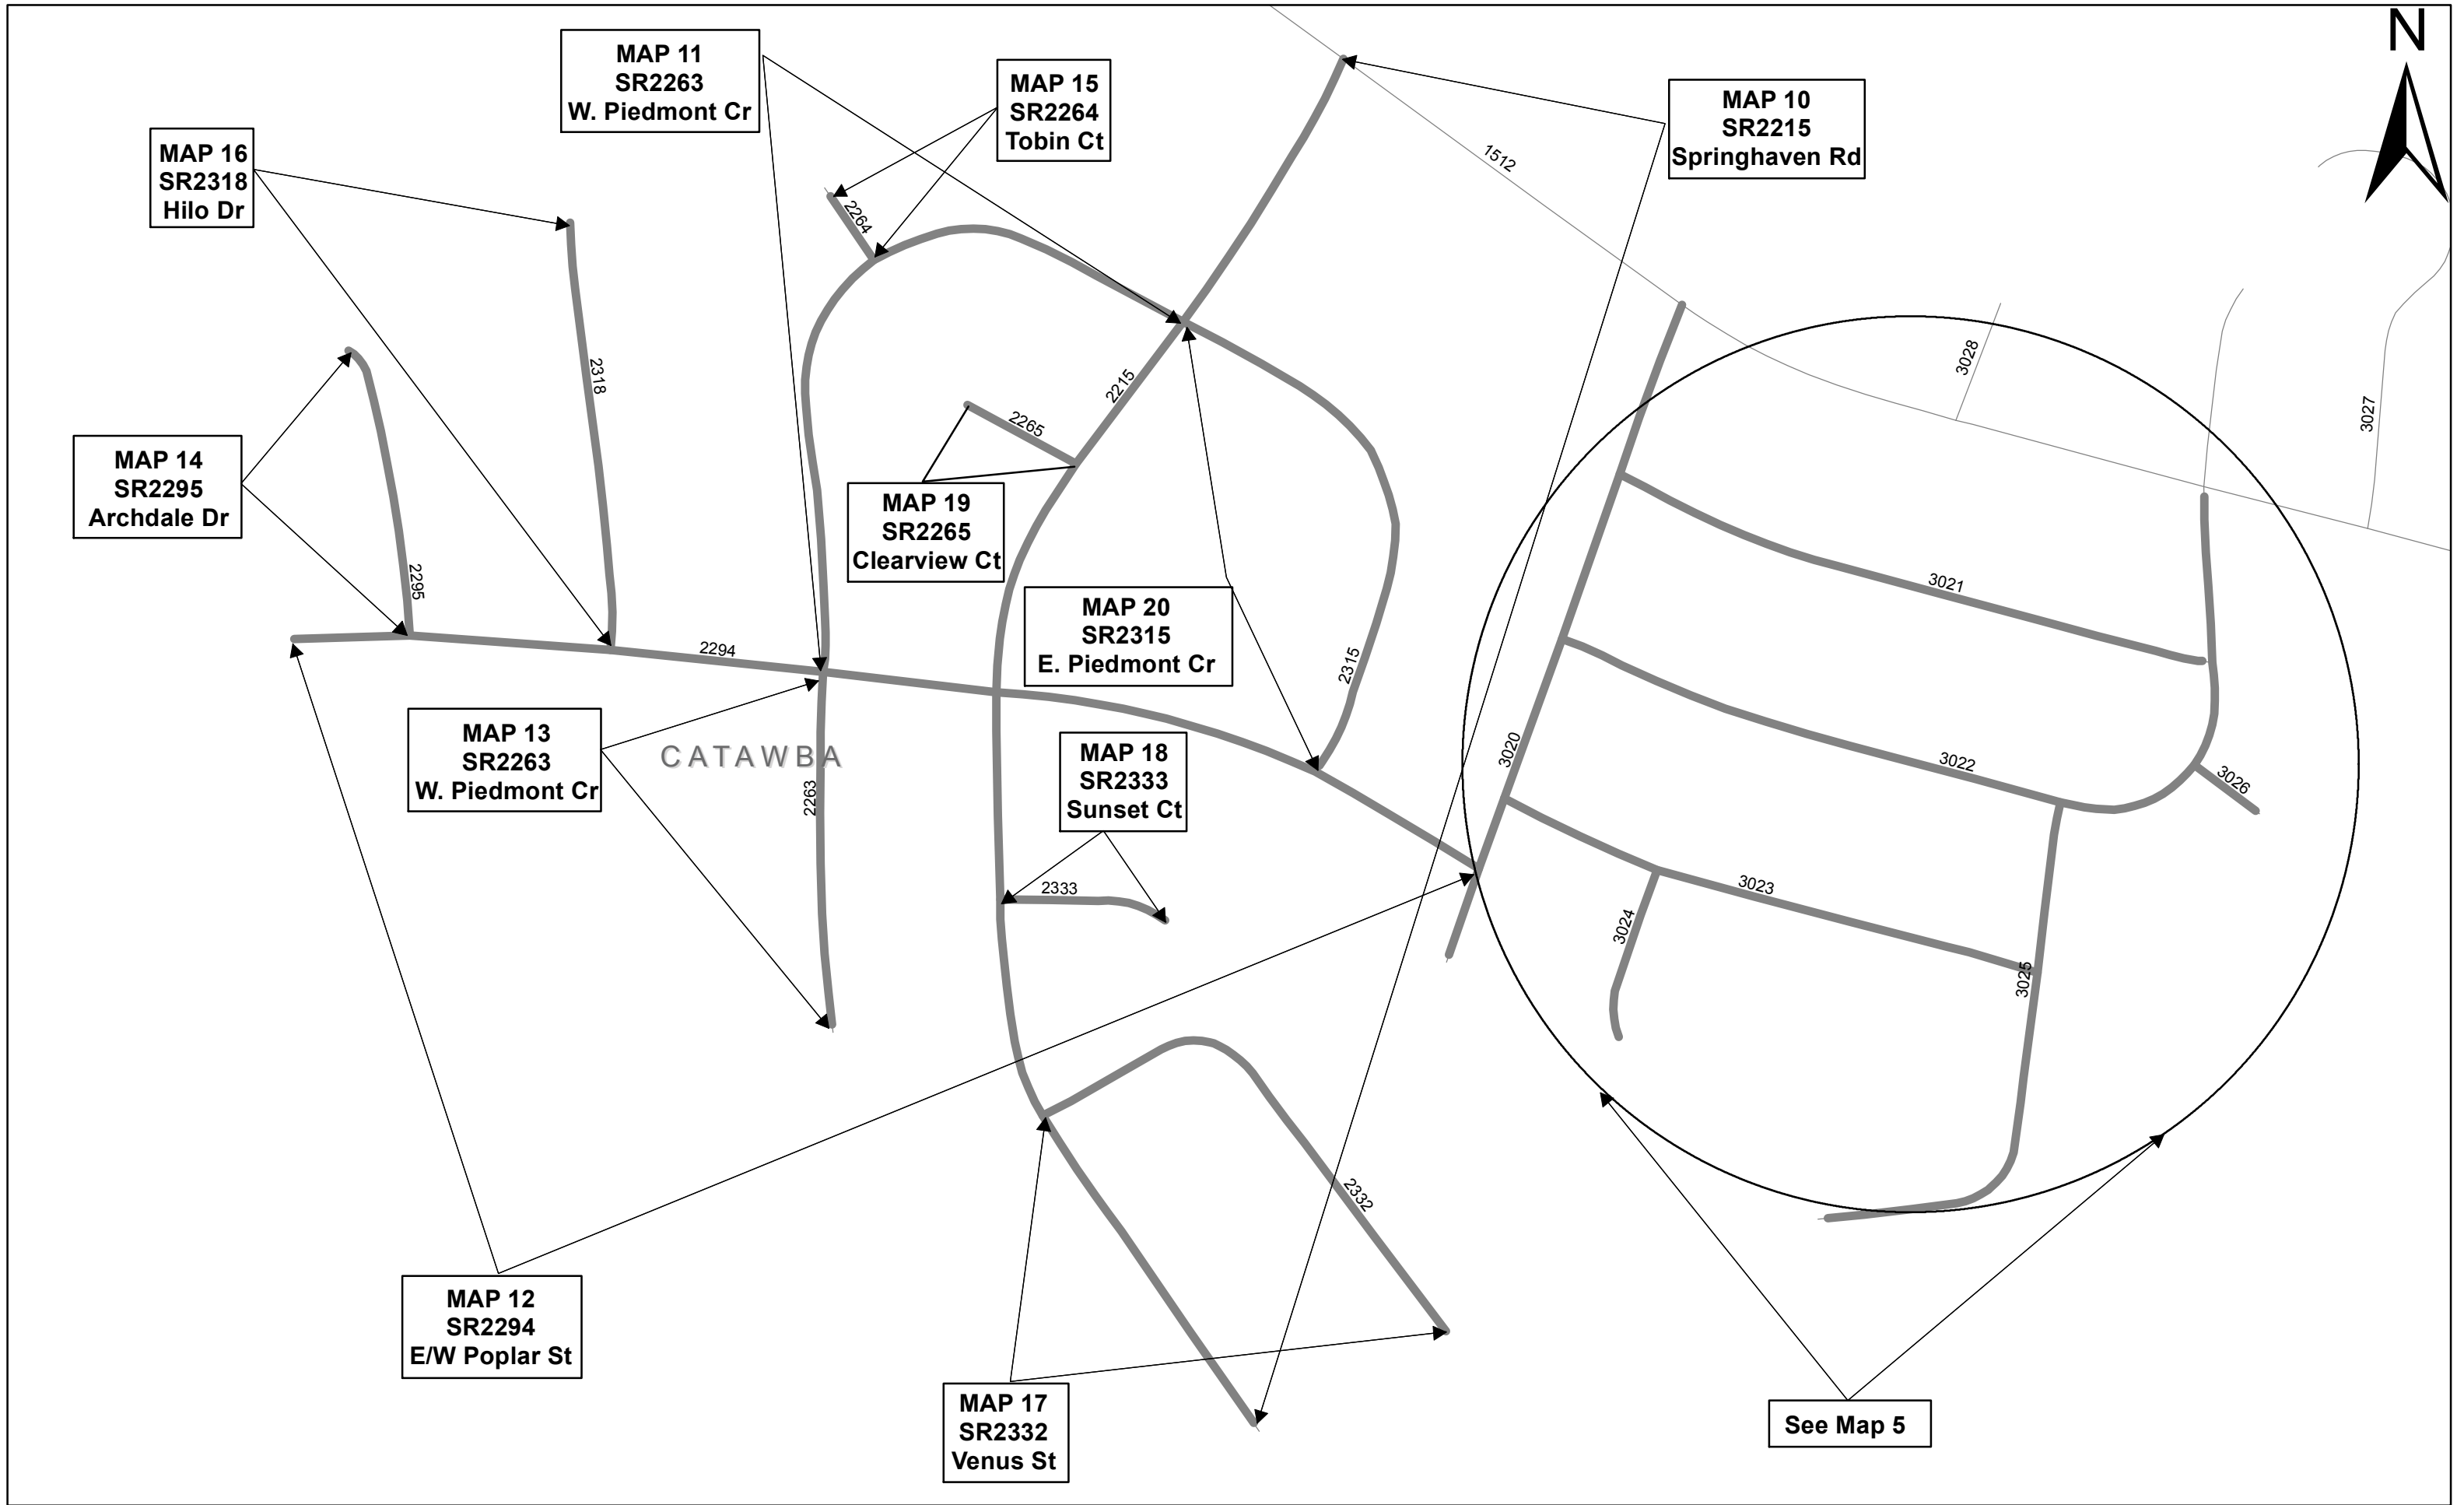 N
MAP 11
SR2263
W. Piedmont Cr
MAP 15
SR2264
Tobin Ct
MAP 10
SR2215
Springhaven Rd
MAP 16
SR2318
Hilo Dr
1512
2264
2318
2215
2265
3028
3027
MAP 14
SR2295
Archdale Dr
MAP 19
SR2265
Clearview Ct
2295
3021
MAP 20
SR2315
E. Piedmont Cr
2294
2315
MAP 13
SR2263
W. Piedmont Cr
CATAWBA
2263
MAP 18
SR2333
Sunset Ct
3020
3022
3026
2333
3023
3024
3025
2332
MAP 12
SR2294
E/W Poplar St
MAP 17
SR2332
Venus St
See Map 5